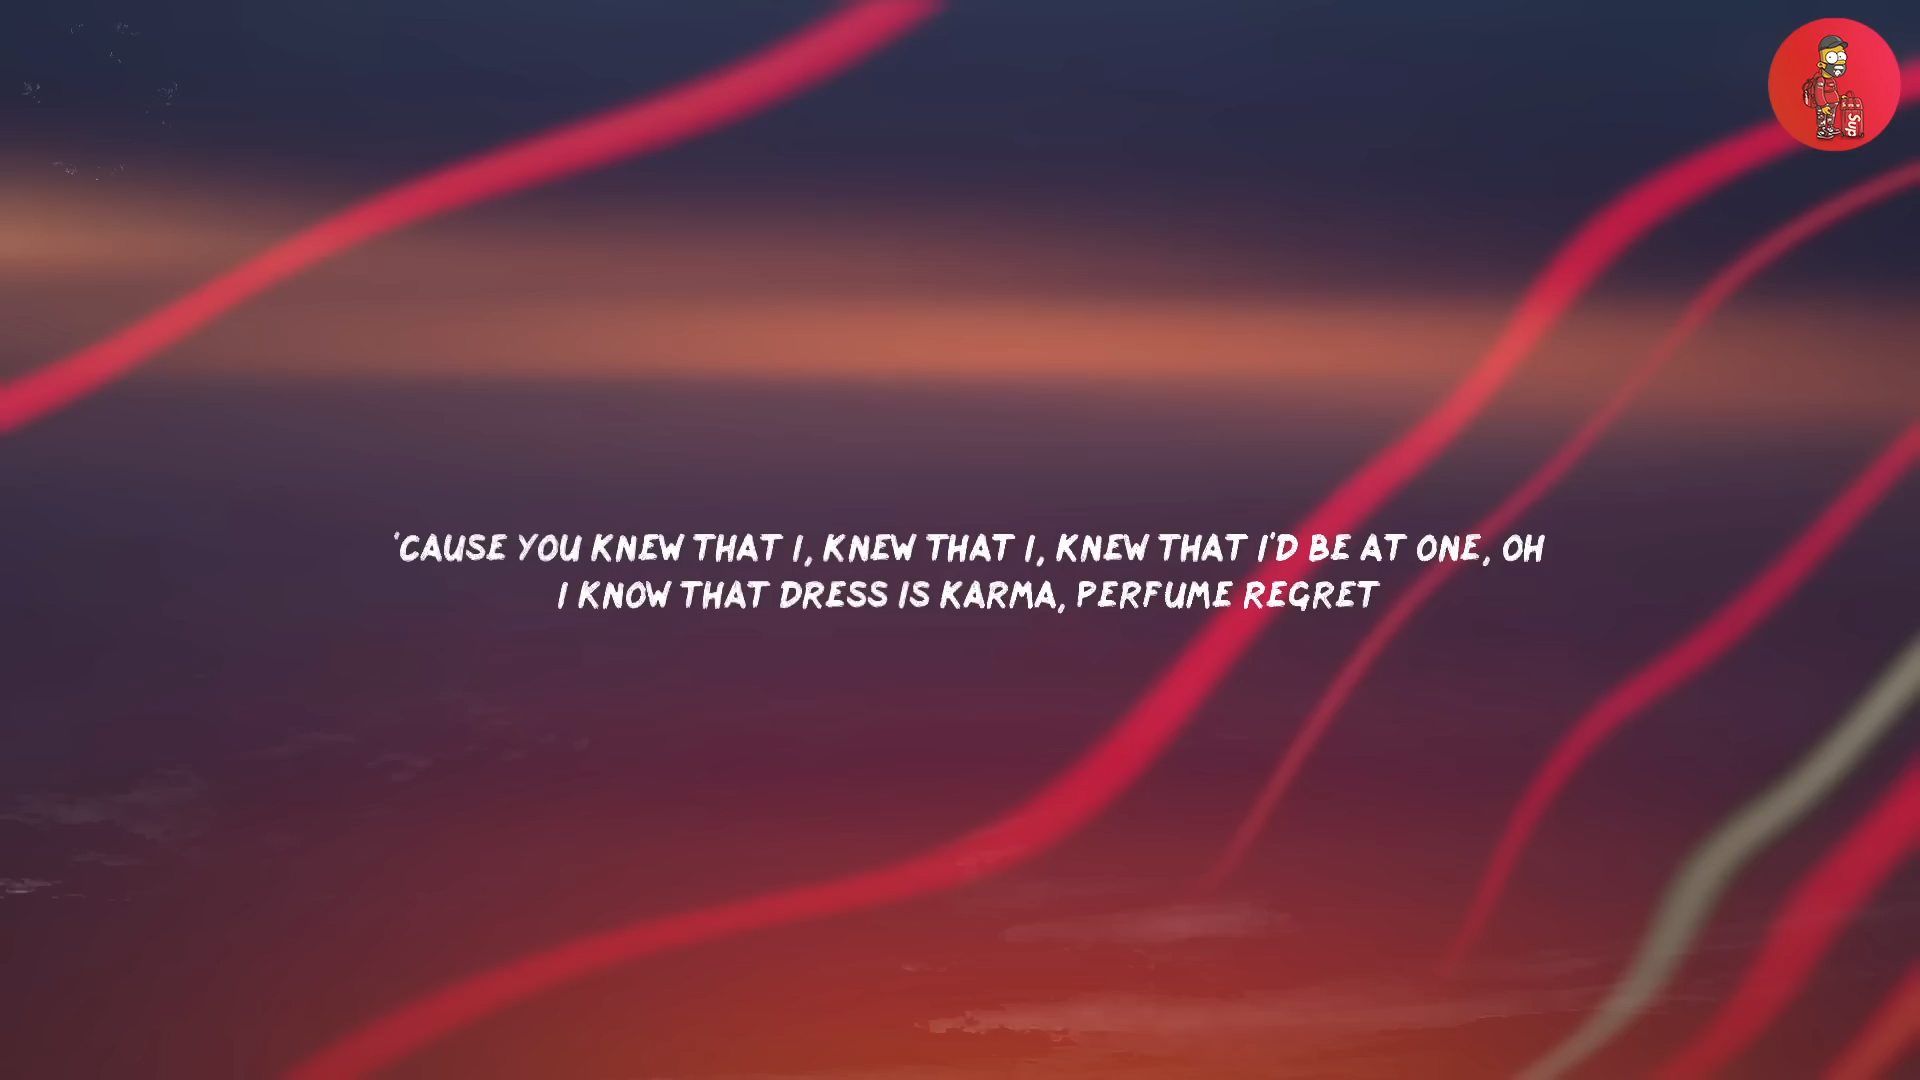 'CAUSE YOU KNEW THAT I, KNEW THAT I, KNEW THAT I'D BE AT ONE, OH
I KNOW THAT DRESS IS KARMA, PERFUME REGRET
Sup